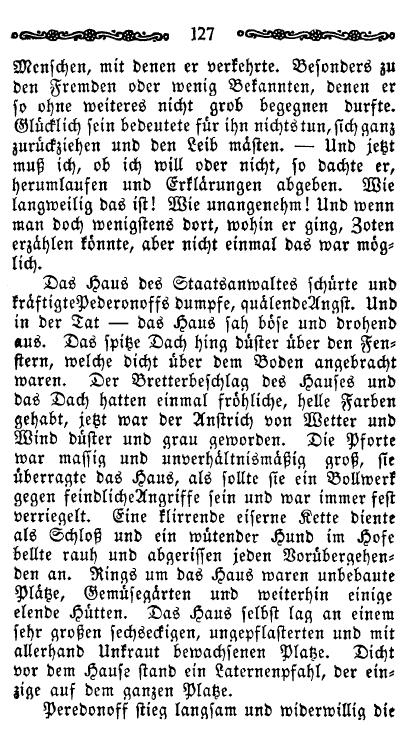 127
Menschen, mit denen er verkehrte. Besonders zu
den Fremden oder wenig Bekannten, denen er
so ohne weiteres nicht grob begegnen durfte.
Glücklich sein bedeutete für ihn nichts tun, sich ganz
zurückziehen und den Leib mästen. — Und jetzt
muß ich, ob ich will oder nicht, so dachte er,
herumlaufen und Erklärungen abgeben. Wie
langweilig das ist! Wie unangenehm! Und wenn
man doch wenigstens dort, wohin er ging, Zoten
erzählen könnte, aber nicht einmal das war mög-
lich.
Das Haus des Staatsanwaltes schürte und
kräftigte Pederonoffs dumpfe, quälende Angst. Und
in der Tat — das Haus sah böse und drohend
aus. Das spitze Dach hing düster über den Fen-
stern, welche dicht über dem Boden angebracht
waren. Der Bretterbeschlag des Hauses und
das Dach hatten einmal fröhliche, helle Farben
gehabt, jetzt war der Anstrich von Wetter und
Wind düster und grau geworden. Die Pforte
war massig und unverhältnismäßig groß, sie
überragte das Haus, als sollte sie ein Bollwerk
gegen feindliche Angriffe sein und war immer fest
verriegelt. Eine klirrende eiserne Kette diente
als Schloß und ein wütender Hund im Hofe
bellte rauh und abgerissen jeden Vorübergehen-
den an. Rings um das Haus waren unbebaute
Plätze, Gemüsegärten und weiterhin einige
elende Hütten. Das Haus selbst lag an einem
sehr großen sechseckigen, ungepflasterten und mit
allerhand Unkraut bewachsenen Platze. Dicht
vor dem Hause stand ein Laternenpfahl, der ein-
zige auf dem ganzen Platze.
Peredonoff stieg langsam und widerwillig die